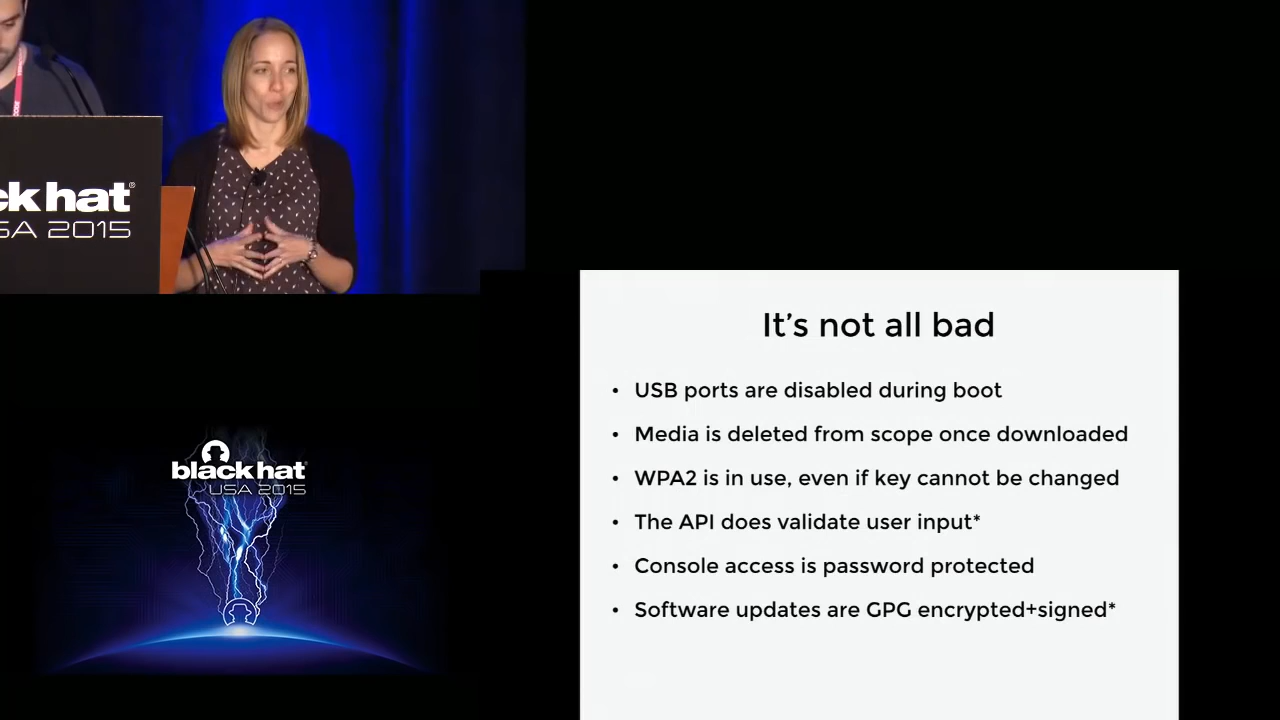 ck hat®
SA 2015
It's not all bad
• USB ports are disabled during boot
• Media is deleted from scope once downloaded
• WPA2 is in use, even if key cannot be changed
• The API does validate user input*
• Console access is password protected
• Software updates are GPG encrypted+signed*
black hat®
USA 2015